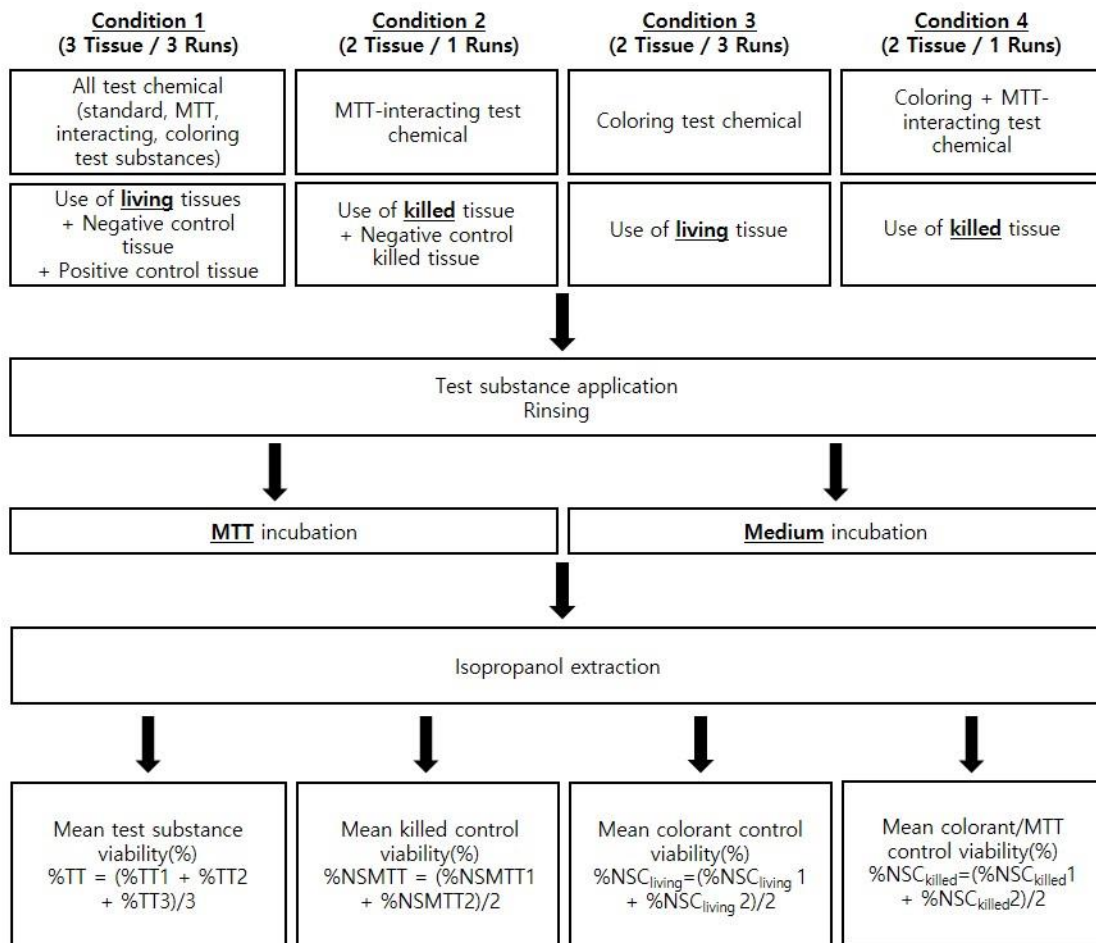 Condition 1
(3 Tissue / 3 Runs)
Condition 2
(2 Tissue / 1 Runs)
Condition 3
(2 Tissue / 3 Runs)
Condition 4
(2 Tissue / 1 Runs)
All test chemical
(standard, MTT,
interacting, coloring
test substances)
MTT-interacting test
chemical
Coloring test chemical
Coloring + MTT-
interacting test
chemical
Use of living tissues
+ Negative control
tissue
+ Positive control tissue
Use of killed tissue
+ Negative control
killed tissue
Use of living tissue
Use of killed tissue
Test substance application
Rinsing
MTT incubation
Medium incubation
Isopropanol extraction
Mean test substance
viability(%)
%TT = (%TT1 + %TT2
+ %TT3)/3
Mean killed control
viability(%)
%NSMTT = (%NSMTT1
+ %NSMTT2)/2
Mean colorant control
viability(%)
%NSCliving=(%NSCliving 1
+ %NSCliving 2)/2
Mean colorant/MTT
control viability(%)
%NSCkilled=(%NSCkilled1
+ %NSCkilled2)/2